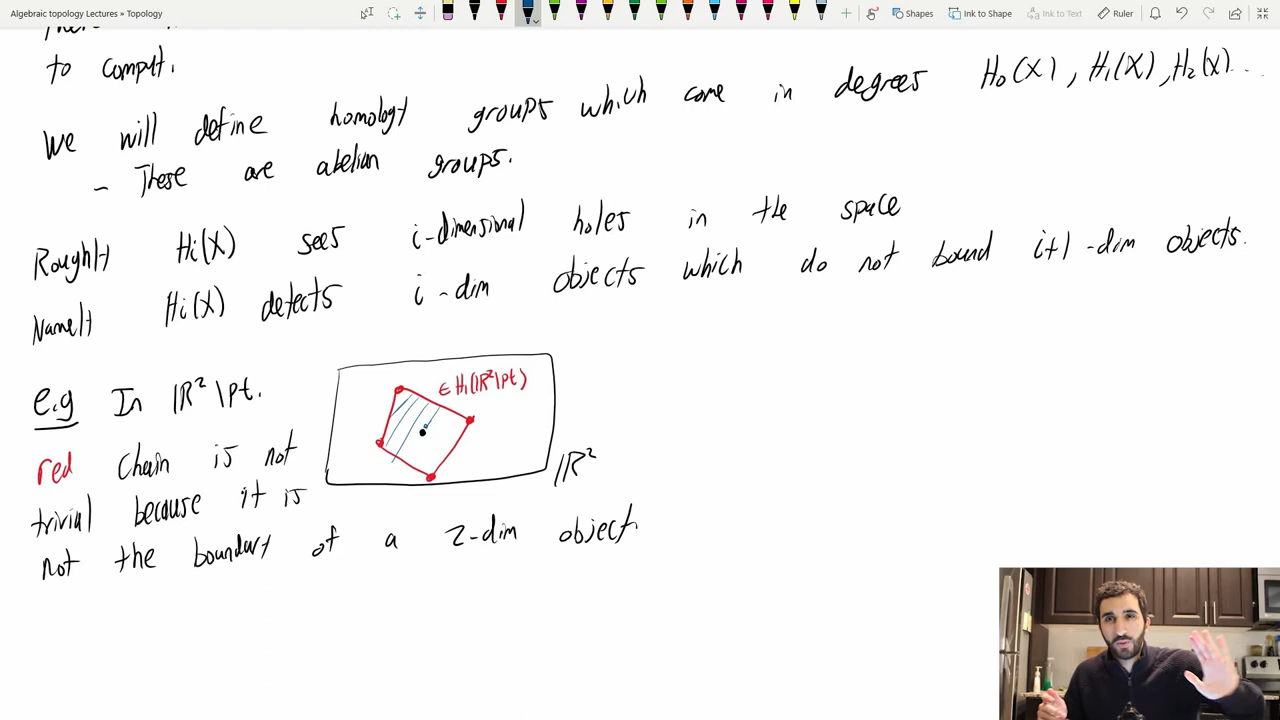 Algebraic topology Lectures » Topology
Shapes
Ink to Shape
Ink to Text
Ruler
to comput.
We will define homology groups which come in degrees H₀(X), H₁(X), H₂(X)...
- These are abelian groups.
Roughly Hi(X) sees i-dimensional holes in the space
Namely Hi(X) detects i-dim objects which do not bound i+1-dim objects.
e.g In ℝ² \ pt.
∈ H₁(ℝ²\pt)
ℝ²
red chain is not
trivial because it is
not the boundary of a 2-dim object.